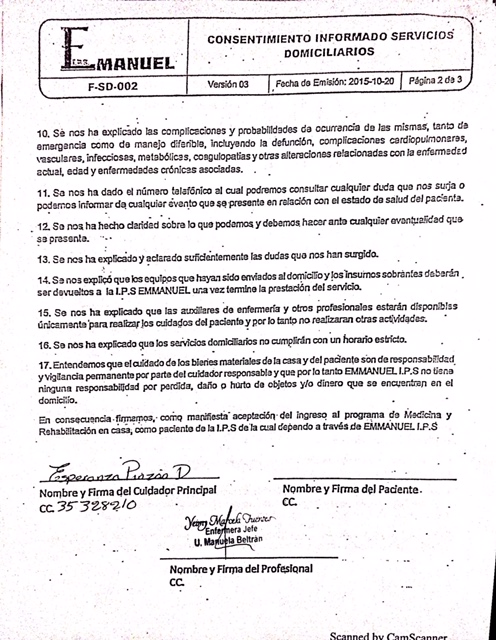 EMANUEL
I.P.S.
CONSENTIMIENTO INFORMADO SERVICIOS
DOMICILIARIOS
F-SD-002
Versión 03
Fecha de Emisión: 2015-10-20
Página 2 de 3
10. Se nos ha explicado las complicaciones y probabilidades de ocurrencia de las mismas, tanto de
emergencia como de manejo diferible, incluyendo la defunción, complicaciones cardiopulmonares,
vasculares, infecciosas, metabólicas, coagulopatias y otras alteraciones relacionadas con la enfermedad
actual, edad y enfermedades crónicas asociadas.
11. Se nos ha dado el número telefónico al cual podremos consultar cualquier duda que nos surja o
podemos informar de cualquier evento que se presente en relación con el estado de salud del pacienta.
12. Se nos ha hecho claridad sobre lo que podemos y debemos hacer ante cualquier eventualidad que
se presente.
13. Se nos ha explicado y aclarado suficientemente las dudas que nos han surgido.
14. Se nos explicó que los equipos que hayan sido enviados al domicilio y los insumos sobrantes deberán
ser devueltos a la I.P.S EMMANUEL una vez termine la prestación del servicio.
15. Se nos ha explicado que las auxiliares de enfermería y otros profesionales estarán disponibles
únicamente para realizar los cuidados del paciente y por lo tanto no realizaran otras actividades.
16. Se nos ha explicado que los servicios domiciliarios no cumplirán con un horario estricto.
17. Entendemos que el cuidado de los bienes materiales de la casa y del paciente son de responsabilidad
y vigilancia permanente por parte del cuidador responsable y que por lo tanto EMMANUEL I.P.S no tiene
ninguna responsabilidad por perdida, daño o hurto de objetos y/o dinero que se encuentran en el
domicilio.
En consecuencia firmamos, como manifiesta aceptación del ingreso al programa de Medicina y
Rehabilitación en casa, como paciente de la I.P.S de la cual dependo a través de EMMANUEL I.P.S
Esperanza Pinzón D
Nombre y Firma del Cuidador Principal
CC. 35328210
Nombre y Firma del Paciente.
CC.
Enfermera Jefe
U. Manuela Beltrán
Nombre y Firma del Profesional
CC.
Scanned by CamScanner